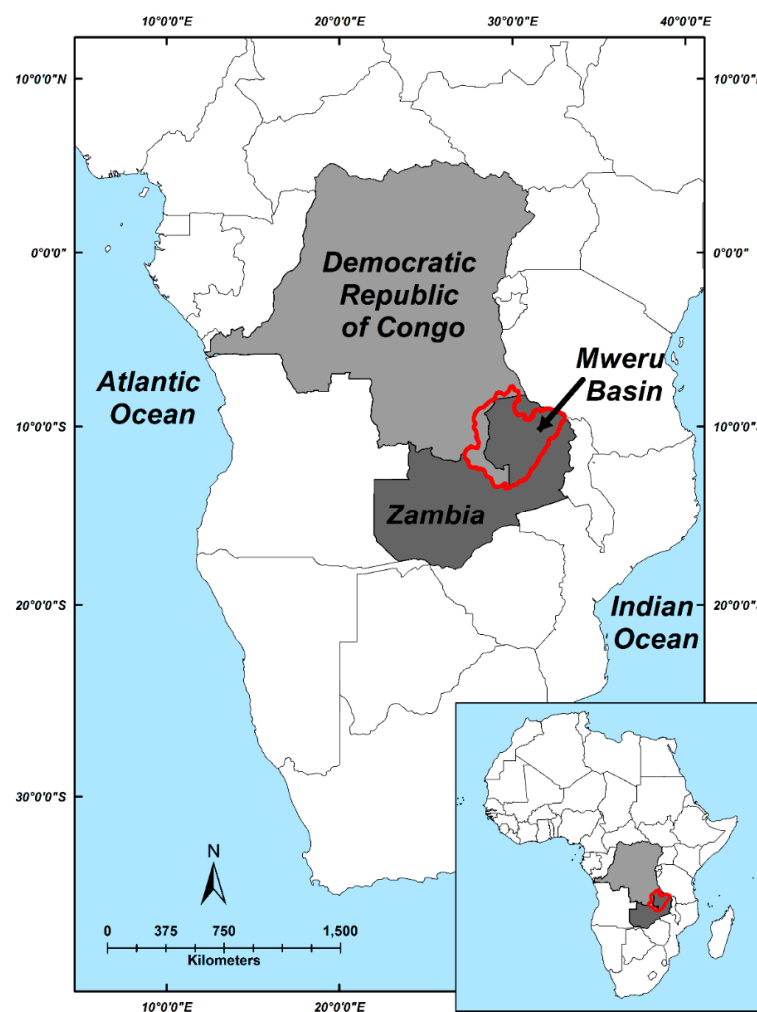 10°0'0"E 20°0'0"E 30°0'0"E 40°0'0"E
10°0'0"N 10°0'0"N
0°0'0" 0°0'0"
Democratic
Republic
of Congo
Mweru
Basin
Atlantic
Ocean
10°0'0"S 10°0'0"S
Zambia
Indian
Ocean
20°0'0"S 20°0'0"S
30°0'0"S
N
0 375 750 1,500
Kilometers
10°0'0"E 20°0'0"E